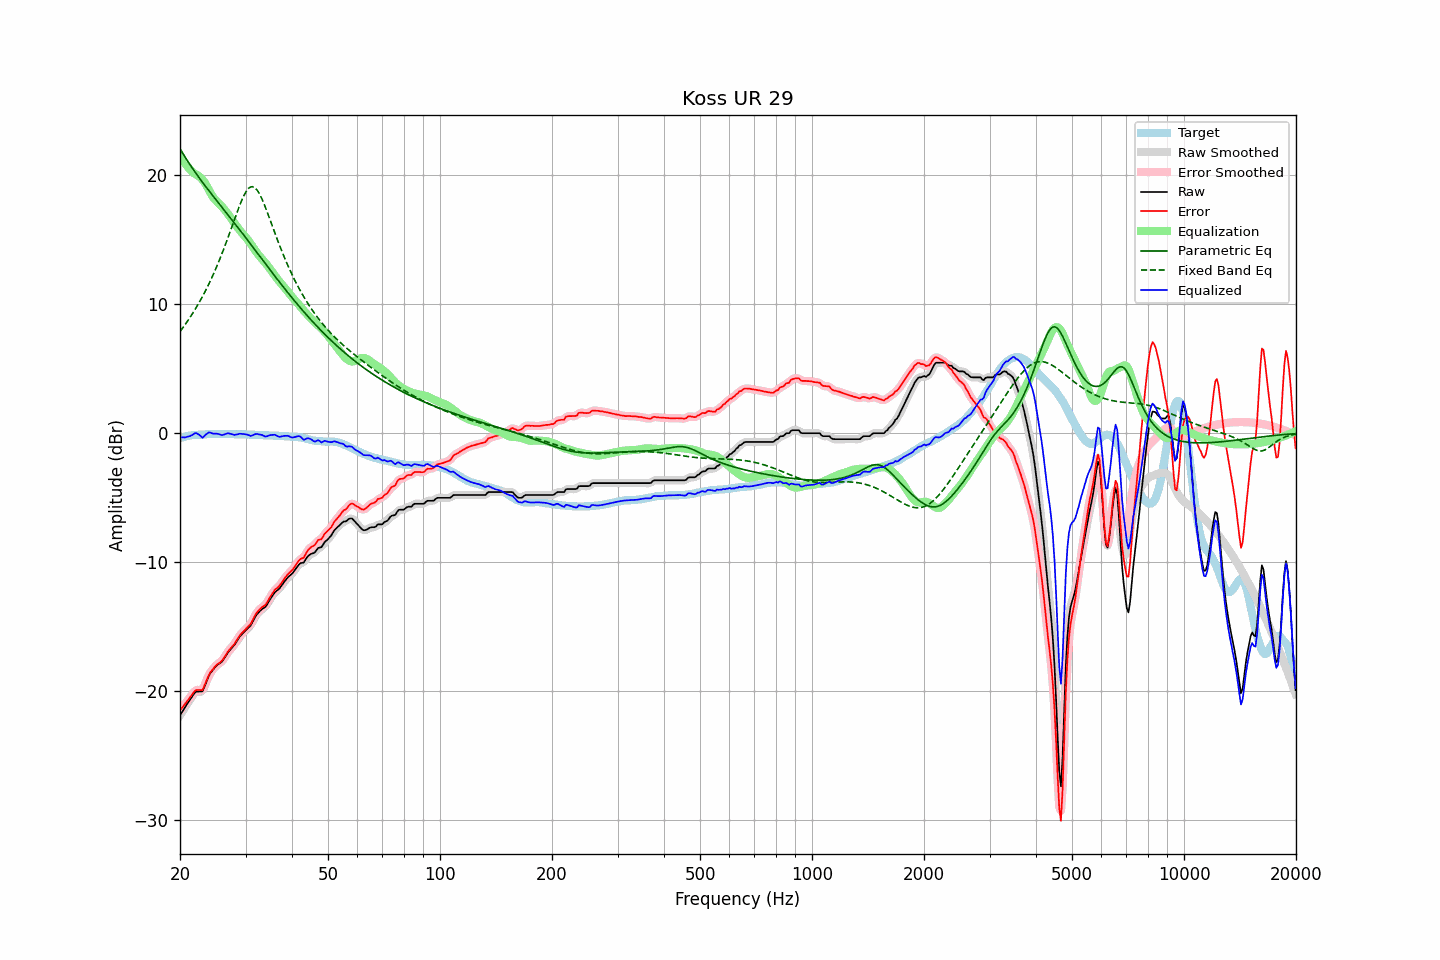 Koss UR 29
Target
Raw Smoothed
Error Smoothed
Raw
Error
Equalization
Parametric Eq
Fixed Band Eq
Equalized
Amplitude (dBr)
20
10
0
−10
−20
−30
20 50 100 200 500 1000 2000 5000 10000 20000
Frequency (Hz)